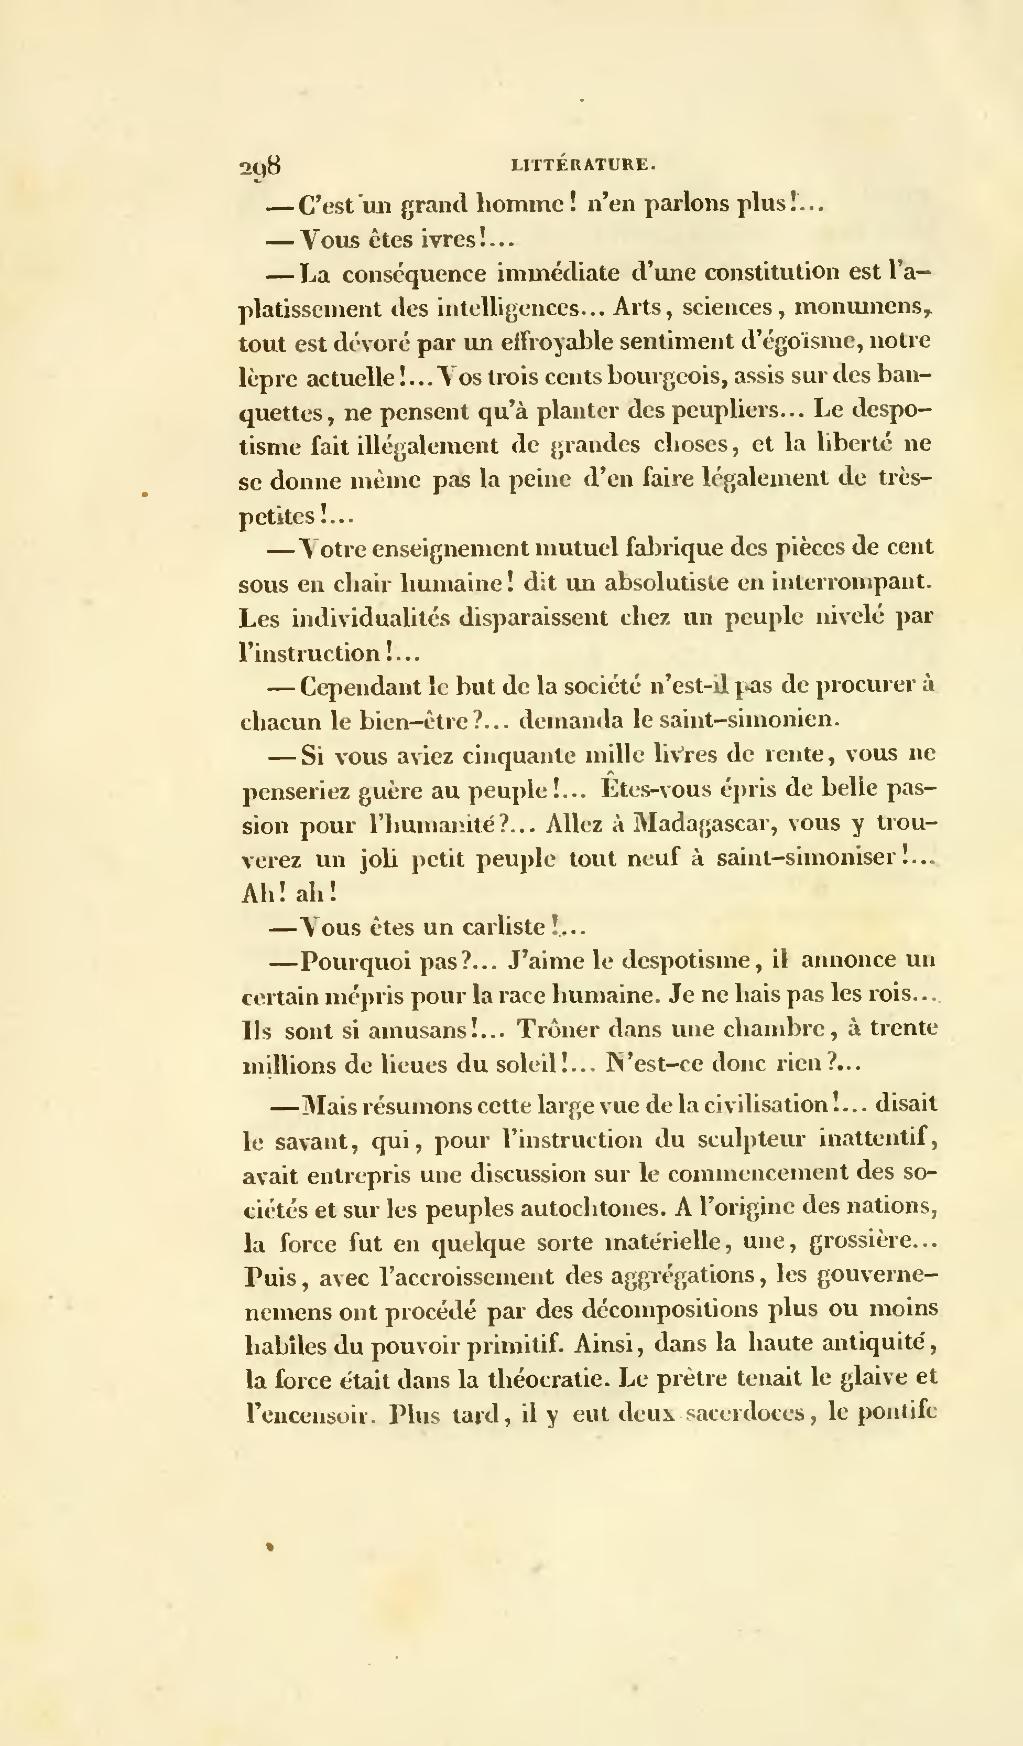 298 LITTÉRATURE.
— C'est un grand homme ! n'en parlons plus !...
— Vous êtes ivres !...
— La conséquence immédiate d'une constitution est l'a-
platissement des intelligences... Arts, sciences, monumens,
tout est dévoré par un effroyable sentiment d'égoïsme, notre
lèpre actuelle !... Vos trois cents bourgeois, assis sur des ban-
quettes, ne pensent qu'à planter des peupliers... Le despo-
tisme fait illégalement de grandes choses, et la liberté ne
se donne même pas la peine d'en faire légalement de très-
petites !...
— Votre enseignement mutuel fabrique des pièces de cent
sous en chair humaine ! dit un absolutiste en interrompant.
Les individualités disparaissent chez un peuple nivelé par
l'instruction !...
— Cependant le but de la société n'est-il pas de procurer à
chacun le bien-être ?... demanda le saint-simonien.
— Si vous aviez cinquante mille livres de rente, vous ne
penseriez guère au peuple !... Êtes-vous épris de belle pas-
sion pour l'humanité ?... Allez à Madagascar, vous y trou-
verez un joli petit peuple tout neuf à saint-simoniser !...
Ah ! ah !
— Vous êtes un carliste !...
— Pourquoi pas ?... J'aime le despotisme, il annonce un
certain mépris pour la race humaine. Je ne hais pas les rois...
Ils sont si amusans !... Trôner dans une chambre, à trente
millions de lieues du soleil !... N'est-ce donc rien ?...
— Mais résumons cette large vue de la civilisation !... disait
le savant, qui, pour l'instruction du sculpteur inattentif,
avait entrepris une discussion sur le commencement des so-
ciétés et sur les peuples autochtones. A l'origine des nations,
la force fut en quelque sorte matérielle, une, grossière...
Puis, avec l'accroissement des aggrégations, les gouverne-
nemens ont procédé par des décompositions plus ou moins
habiles du pouvoir primitif. Ainsi, dans la haute antiquité,
la force était dans la théocratie. Le prêtre tenait le glaive et
l'encensoir. Plus tard, il y eut deux sacerdoces, le pontife